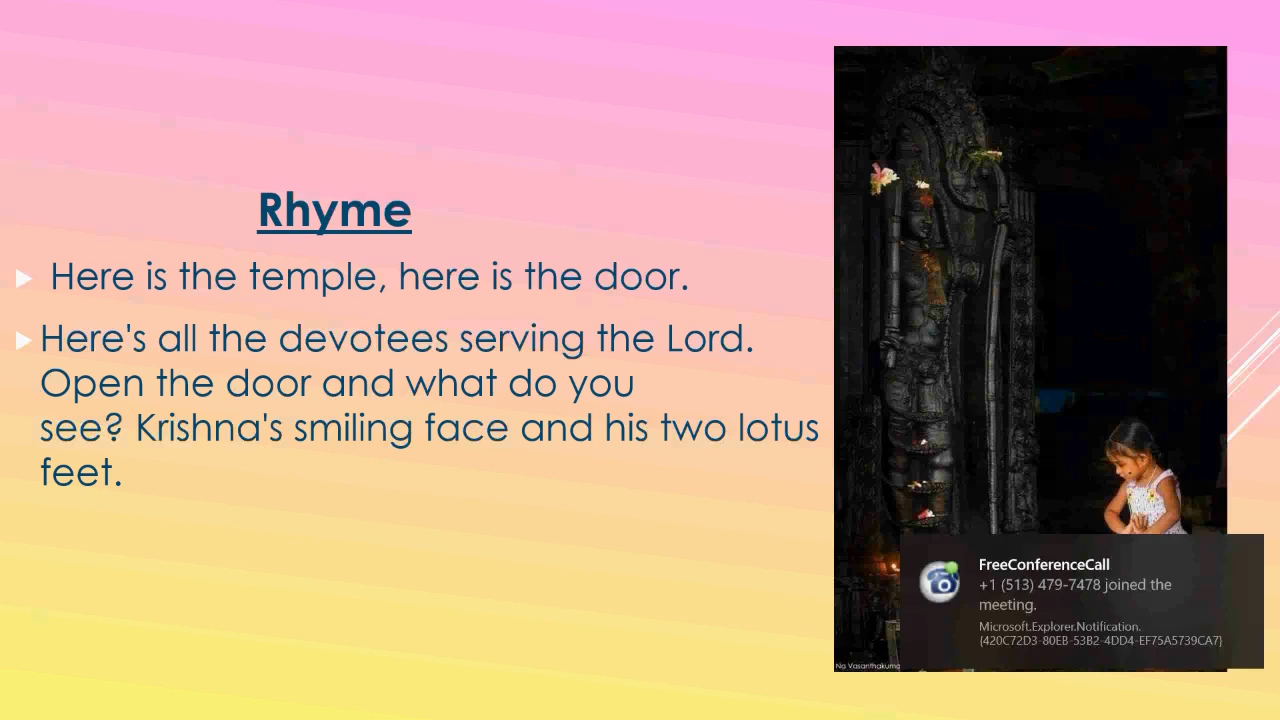 Rhyme
Here is the temple, here is the door.
Here's all the devotees serving the Lord.
Open the door and what do you
see? Krishna's smiling face and his two lotus
feet.
FreeConferenceCall
+1 (513) 479-7478 joined the
meeting.
Microsoft.Explorer.Notification.
{420C72D3-80EB-53B2-4DD4-EF75A5739CA7}